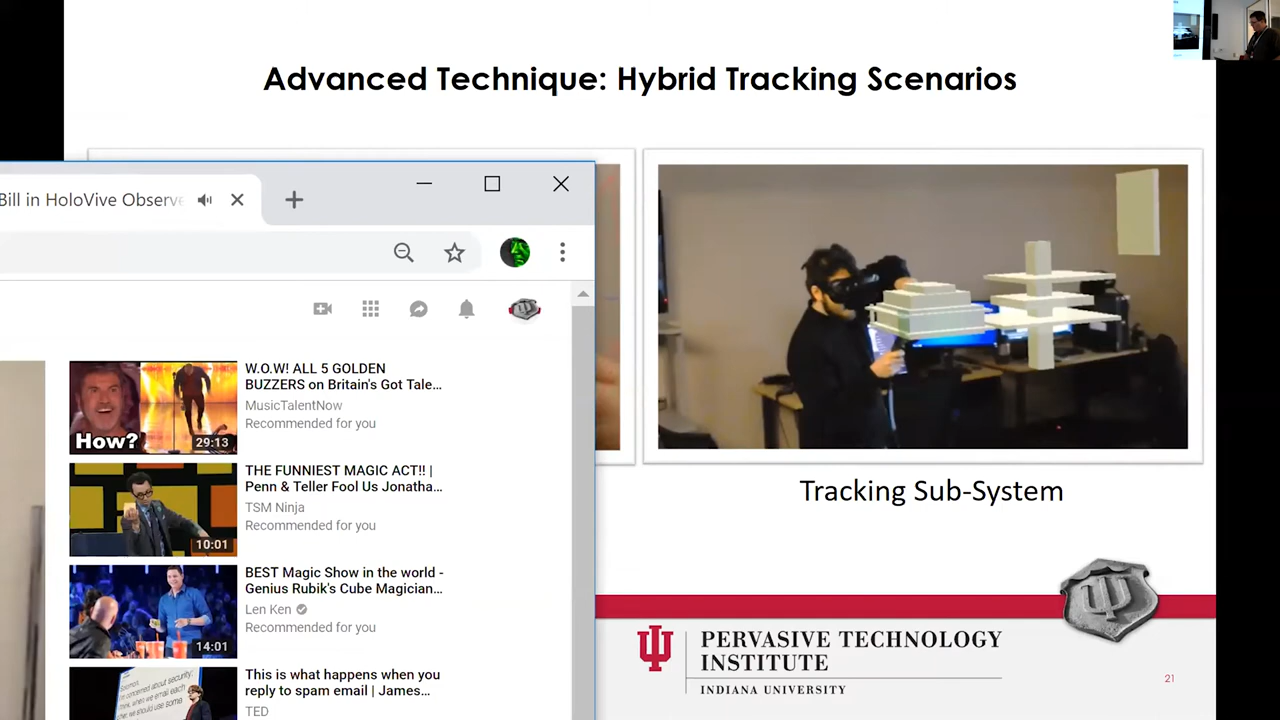 Advanced Technique: Hybrid Tracking Scenarios
Bill in HoloVive Observe
W.O.W! ALL 5 GOLDEN
BUZZERS on Britain's Got Tale...
MusicTalentNow
Recommended for you
How?
29:13
THE FUNNIEST MAGIC ACT!! |
Penn & Teller Fool Us Jonatha...
TSM Ninja
Recommended for you
10:01
BEST Magic Show in the world -
Genius Rubik's Cube Magician...
Len Ken
Recommended for you
14:01
This is what happens when you
reply to spam email | James...
TED
Tracking Sub-System
PERVASIVE TECHNOLOGY
INSTITUTE
INDIANA UNIVERSITY
21